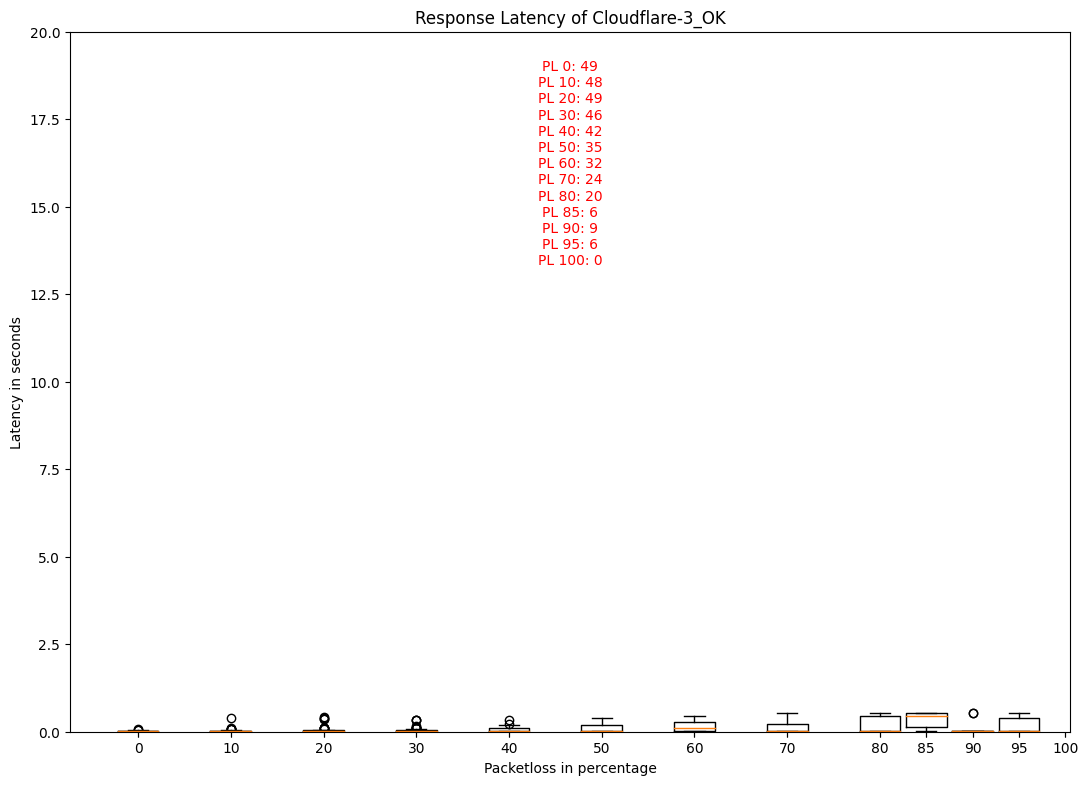 Response Latency of Cloudflare-3_OK
20.0
17.5
15.0
12.5
10.0
7.5
5.0
2.5
0.0
Latency in seconds
PL 0: 49
PL 10: 48
PL 20: 49
PL 30: 46
PL 40: 42
PL 50: 35
PL 60: 32
PL 70: 24
PL 80: 20
PL 85: 6
PL 90: 9
PL 95: 6
PL 100: 0
0 10 20 30 40 50 60 70 80 85 90 95 100
Packetloss in percentage